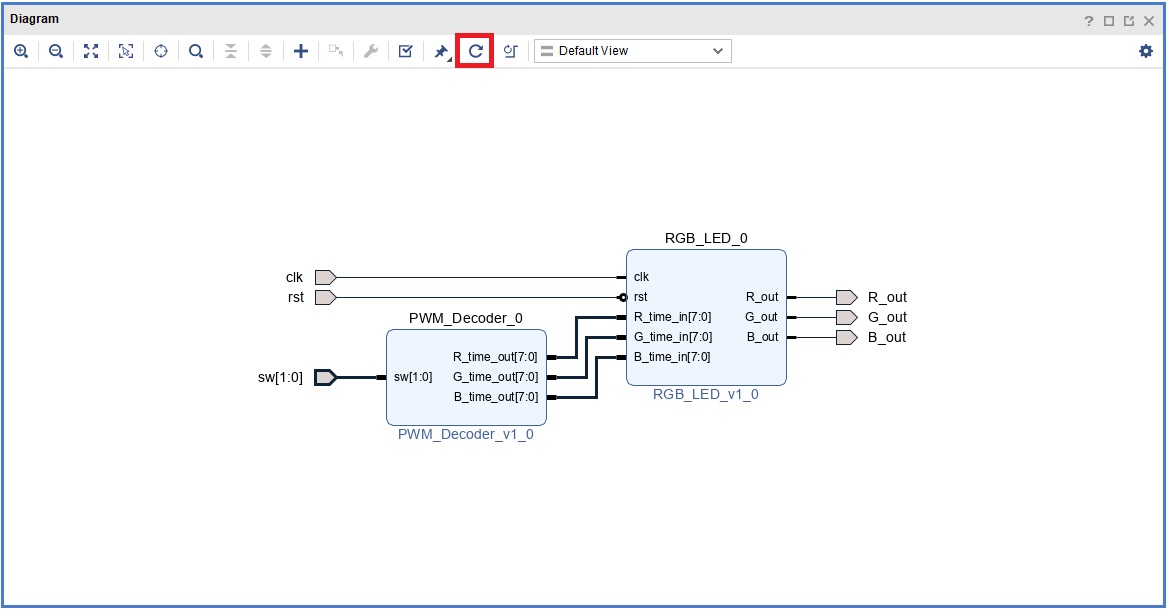 Diagram
Default View
RGB_LED_0
clk
clk
rst
rst
R_out
R_out
PWM_Decoder_0
R_time_in[7:0]
G_out
G_out
G_time_in[7:0]
B_out
B_out
R_time_out[7:0]
B_time_in[7:0]
sw[1:0]
sw[1:0]
G_time_out[7:0]
B_time_out[7:0]
RGB_LED_v1_0
PWM_Decoder_v1_0